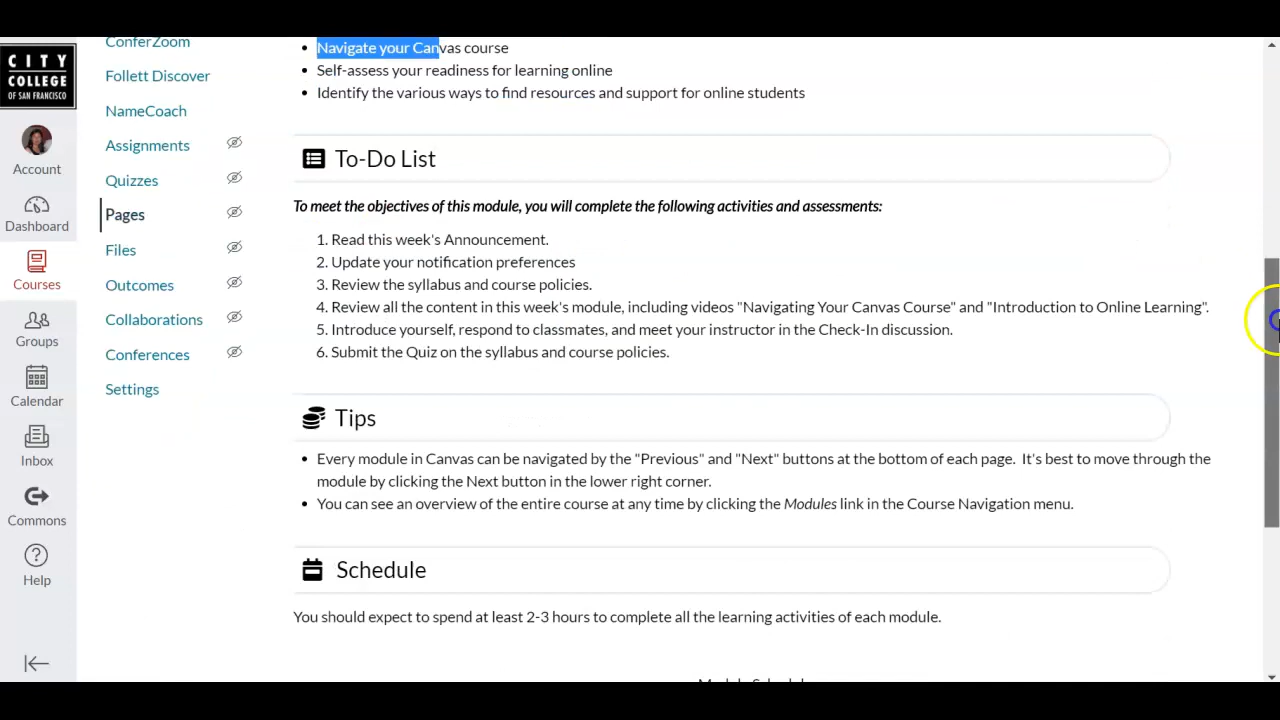 CITY
COLLEGE
OF SAN FRANCISCO
Account
Dashboard
Courses
Groups
Calendar
Inbox
Commons
Help
ConferZoom
Follett Discover
NameCoach
Assignments
Quizzes
Pages
Files
Outcomes
Collaborations
Conferences
Settings
• Navigate your Canvas course
• Self-assess your readiness for learning online
• Identify the various ways to find resources and support for online students
To-Do List
To meet the objectives of this module, you will complete the following activities and assessments:
1. Read this week's Announcement.
2. Update your notification preferences
3. Review the syllabus and course policies.
4. Review all the content in this week's module, including videos "Navigating Your Canvas Course" and "Introduction to Online Learning".
5. Introduce yourself, respond to classmates, and meet your instructor in the Check-In discussion.
6. Submit the Quiz on the syllabus and course policies.
Tips
• Every module in Canvas can be navigated by the "Previous" and "Next" buttons at the bottom of each page. It's best to move through the
module by clicking the Next button in the lower right corner.
• You can see an overview of the entire course at any time by clicking the Modules link in the Course Navigation menu.
Schedule
You should expect to spend at least 2-3 hours to complete all the learning activities of each module.